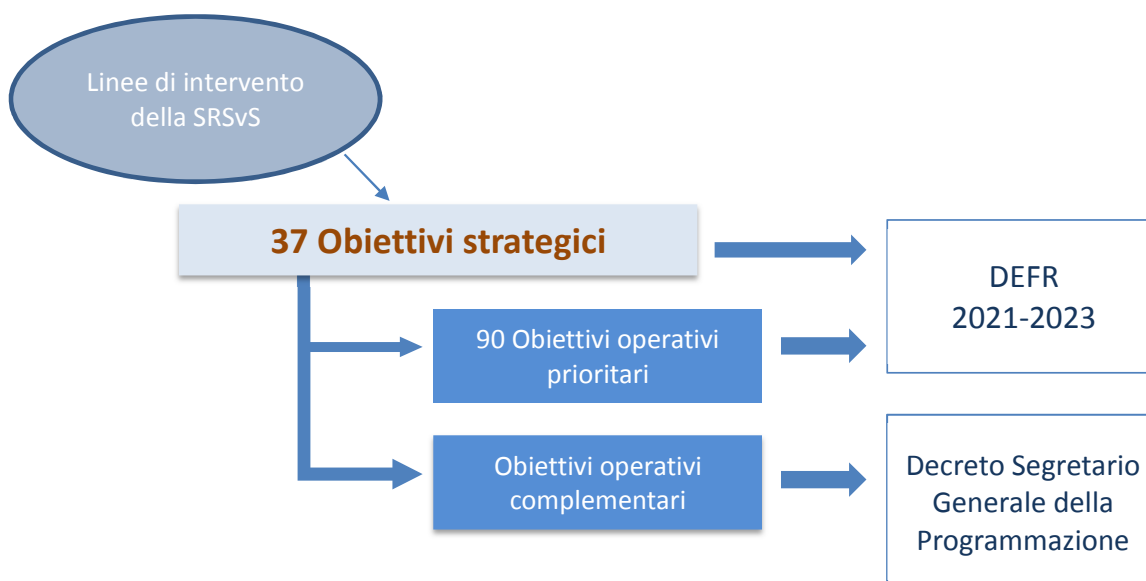 Linee di intervento
della SRSvS
37 Obiettivi strategici
DEFR
2021-2023
90 Obiettivi operativi
prioritari
Obiettivi operativi
complementari
Decreto Segretario
Generale della
Programmazione